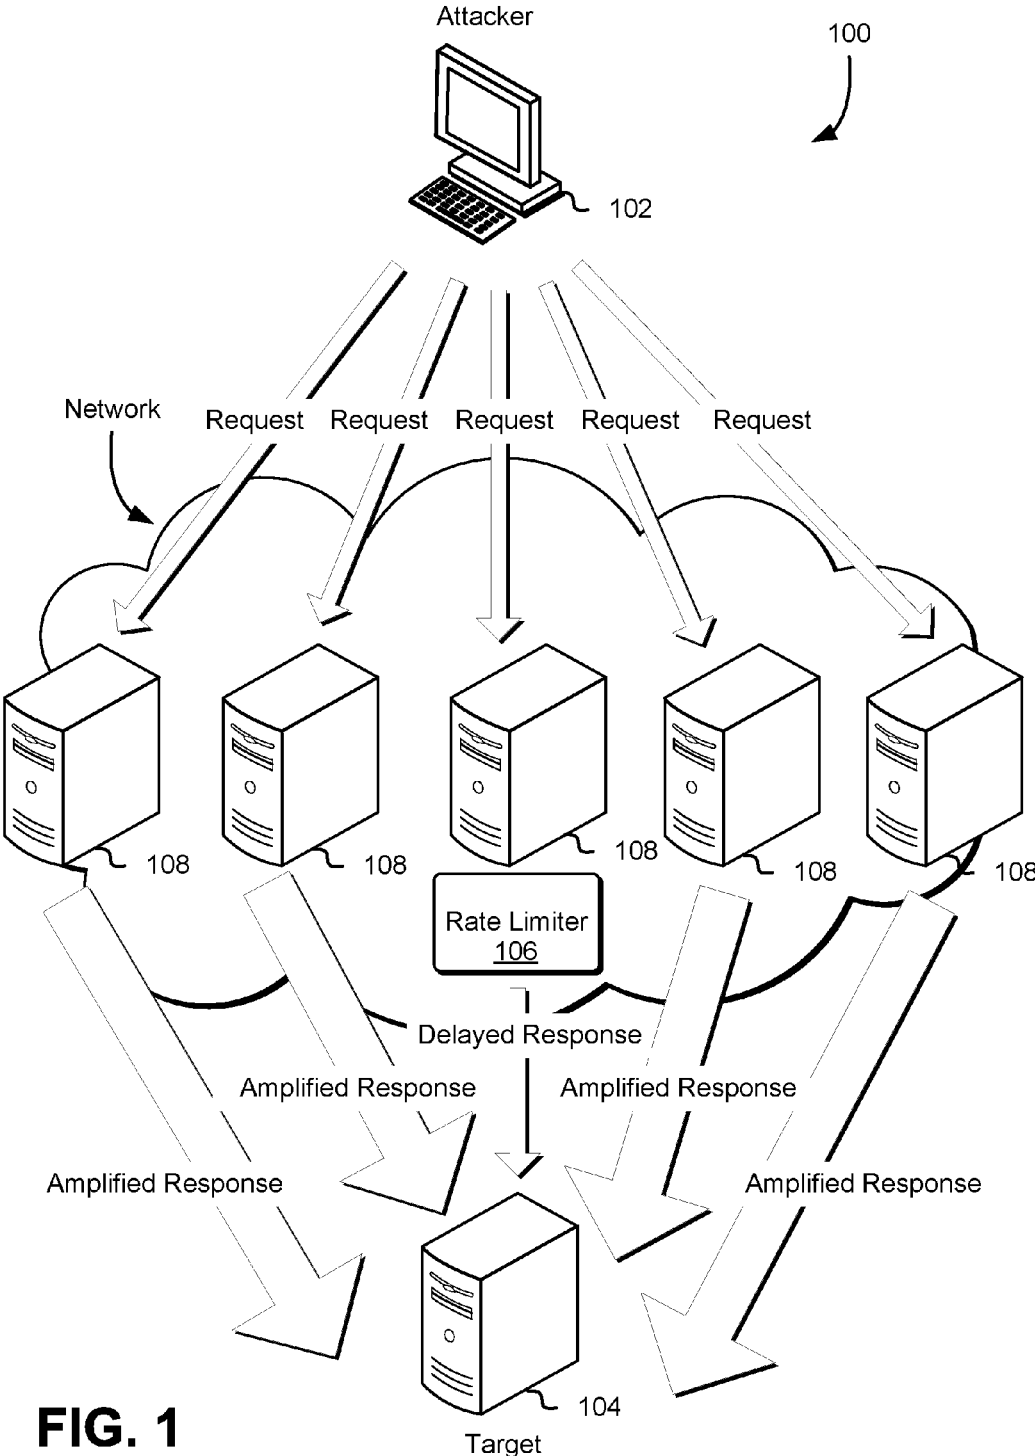 Attacker
100
102
Network
Request Request Request Request Request
108 108 108 108 108
Rate Limiter
106
Delayed Response
Amplified Response Amplified Response
Amplified Response Amplified Response
104
Target
FIG. 1